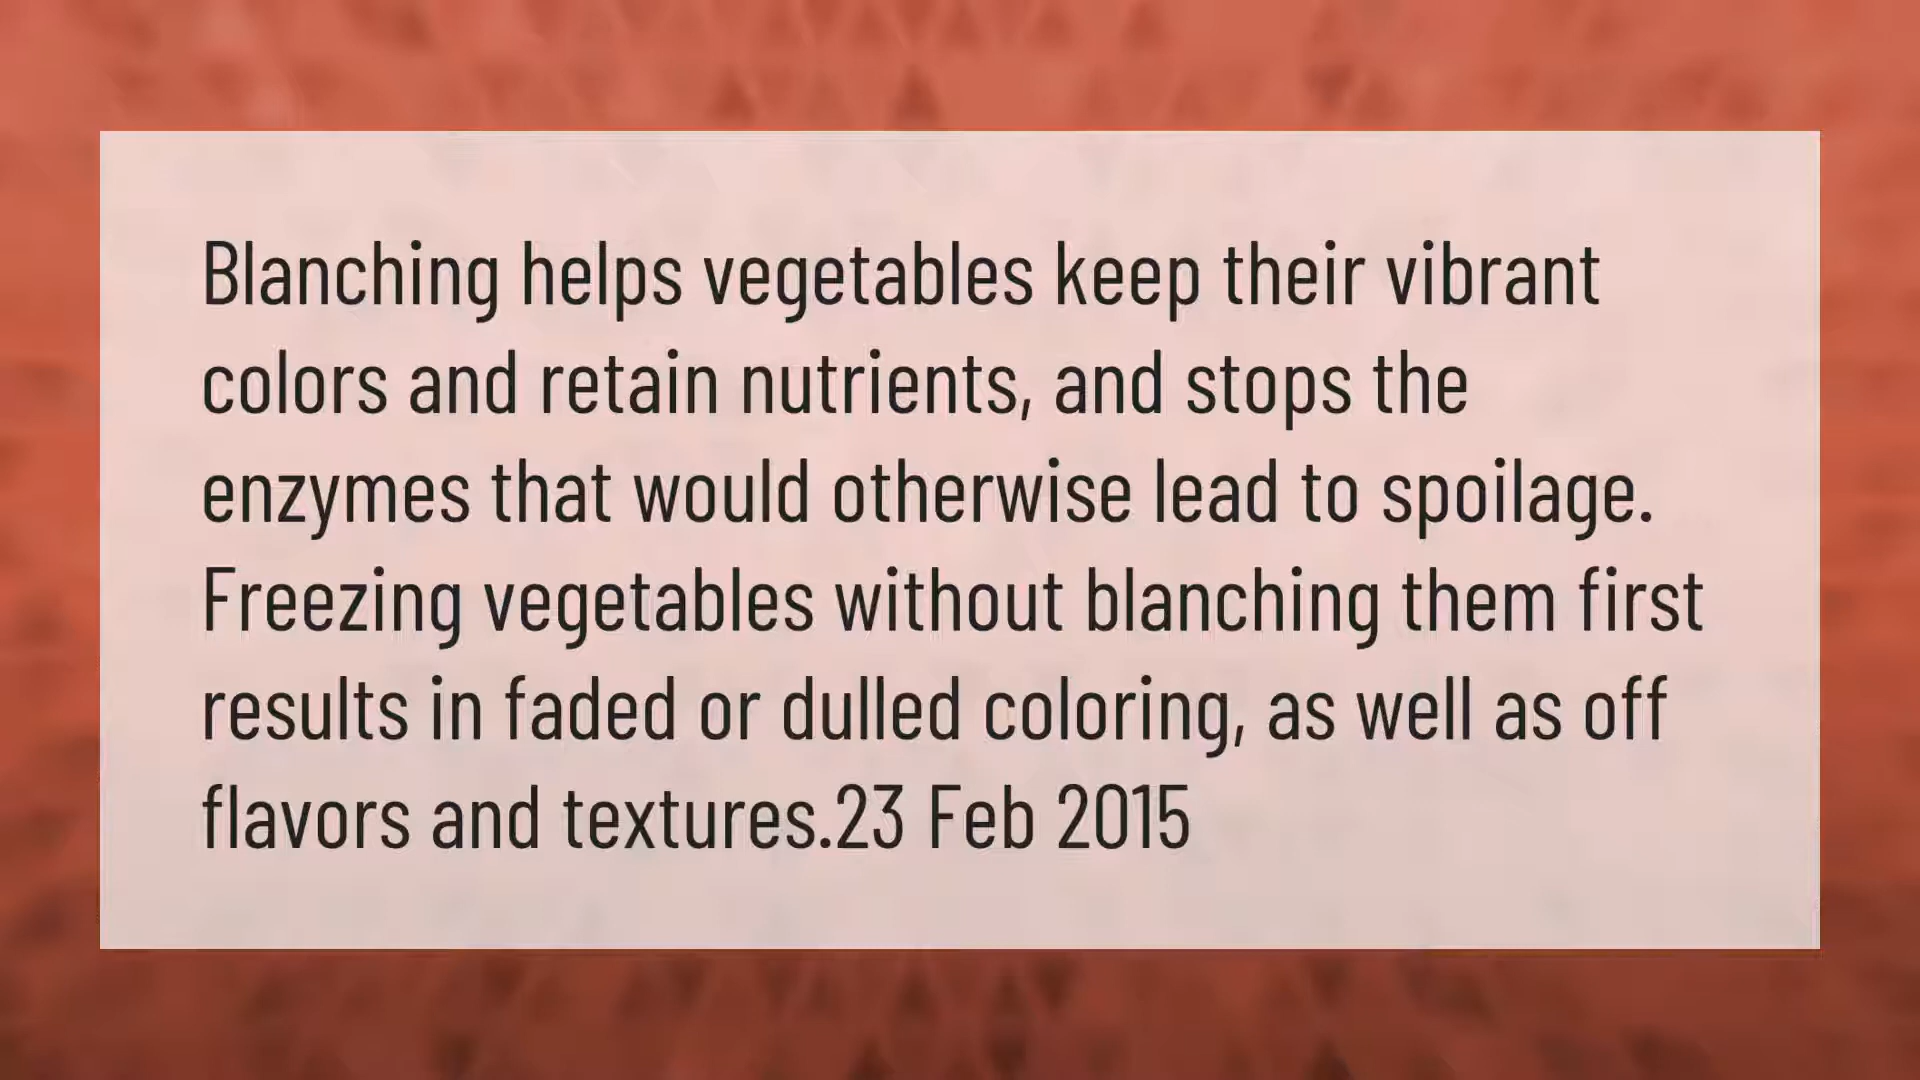 Blanching helps vegetables keep their vibrant
colors and retain nutrients, and stops the
enzymes that would otherwise lead to spoilage.
Freezing vegetables without blanching them first
results in faded or dulled coloring, as well as off
flavors and textures.23 Feb 2015